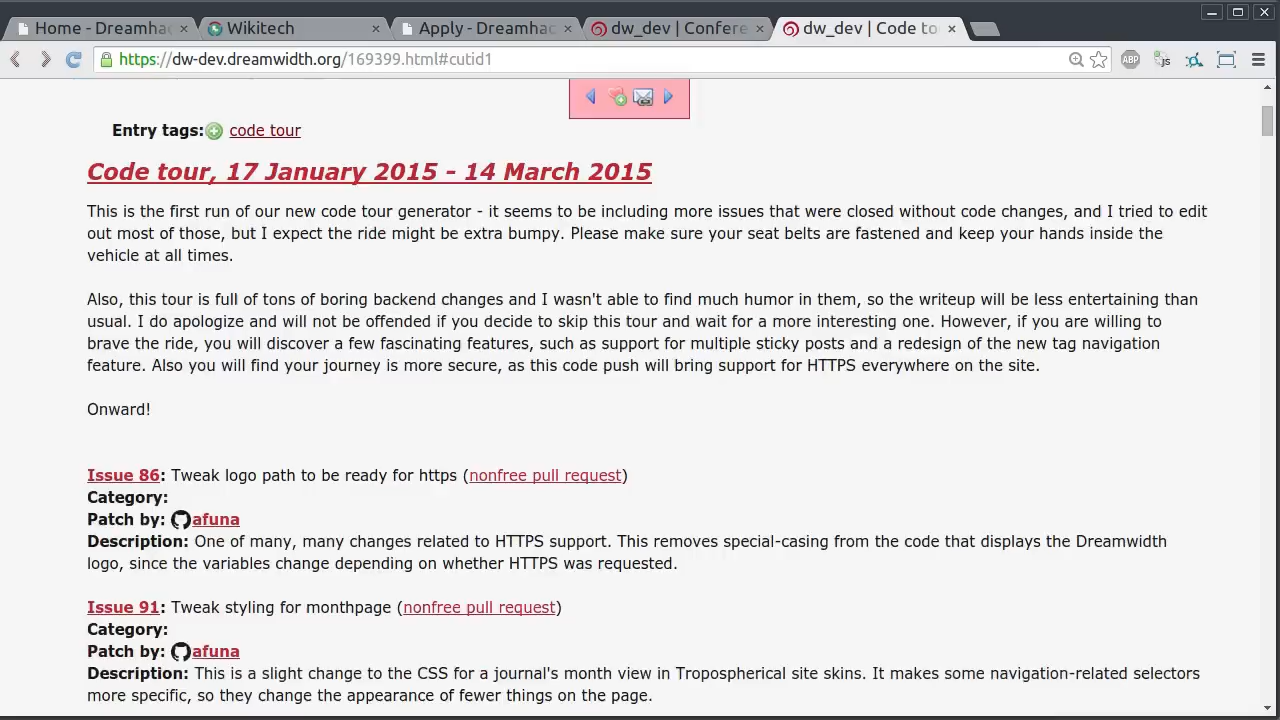 Home - Dreamhac
Wikitech
Apply - Dreamhac
dw_dev | Confere
dw_dev | Code to
https://dw-dev.dreamwidth.org/169399.html#cutid1
ABP
js
Entry tags: code tour
Code tour, 17 January 2015 - 14 March 2015
This is the first run of our new code tour generator - it seems to be including more issues that were closed without code changes, and I tried to edit
out most of those, but I expect the ride might be extra bumpy. Please make sure your seat belts are fastened and keep your hands inside the
vehicle at all times.
Also, this tour is full of tons of boring backend changes and I wasn't able to find much humor in them, so the writeup will be less entertaining than
usual. I do apologize and will not be offended if you decide to skip this tour and wait for a more interesting one. However, if you are willing to
brave the ride, you will discover a few fascinating features, such as support for multiple sticky posts and a redesign of the new tag navigation
feature. Also you will find your journey is more secure, as this code push will bring support for HTTPS everywhere on the site.
Onward!
Issue 86: Tweak logo path to be ready for https (nonfree pull request)
Category:
Patch by: afuna
Description: One of many, many changes related to HTTPS support. This removes special-casing from the code that displays the Dreamwidth
logo, since the variables change depending on whether HTTPS was requested.
Issue 91: Tweak styling for monthpage (nonfree pull request)
Category:
Patch by: afuna
Description: This is a slight change to the CSS for a journal's month view in Tropospherical site skins. It makes some navigation-related selectors
more specific, so they change the appearance of fewer things on the page.